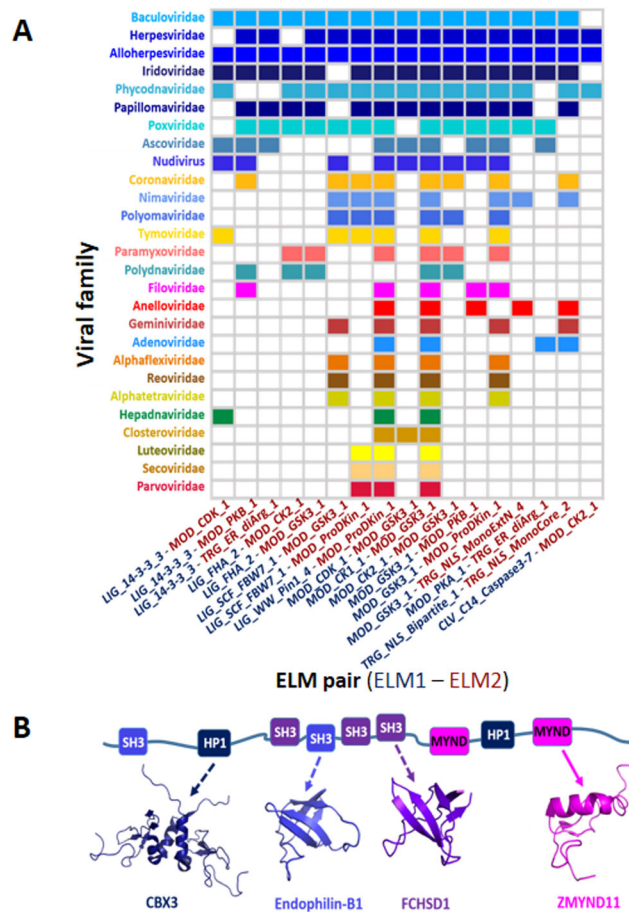 A
Viral family
Baculoviridae
Herpesviridae
Alloherpesviridae
Iridoviridae
Phycodnaviridae
Papillomaviridae
Poxviridae
Ascoviridae
Nudivirus
Coronaviridae
Nimaviridae
Polyomaviridae
Tymoviridae
Paramyxoviridae
Polydnaviridae
Filoviridae
Anelloviridae
Geminiviridae
Adenoviridae
Alphaflexiviridae
Reoviridae
Alphatetraviridae
Hepadnaviridae
Closteroviridae
Luteoviridae
Secoviridae
Parvoviridae
LIG_14-3-3_3 - MOD_CDK_1
LIG_14-3-3_3 - MOD_PKB_1
LIG_14-3-3_3 - TRG_ER_diArg_1
LIG_FHA_2 - MOD_CK2_1
LIG_FHA_2 - MOD_GSK3_1
LIG_SCF_FBW7_1 - MOD_GSK3_1
LIG_SCF_FBW7_1 - MOD_ProDKin_1
LIG_WW_Pin1_4 - MOD_ProDKin_1
MOD_CDK_1 - MOD_GSK3_1
MOD_CK1_1 - MOD_GSK3_1
MOD_CK2_1 - MOD_GSK3_1
MOD_GSK3_1 - MOD_PKB_1
MOD_GSK3_1 - MOD_ProDKin_1
MOD_GSK3_1 - TRG_NLS_MonoExtN_4
MOD_PKA_1 - TRG_ER_diArg_1
TRG_NLS_Bipartite_1 - TRG_NLS_MonoCore_2
CLV_C14_Caspase3-7 - MOD_CK2_1
ELM pair (ELM1 – ELM2)
B
SH3 HP1 SH3 SH3 SH3 SH3 MYND HP1 MYND
CBX3 Endophilin-B1 FCHSD1 ZMYND11